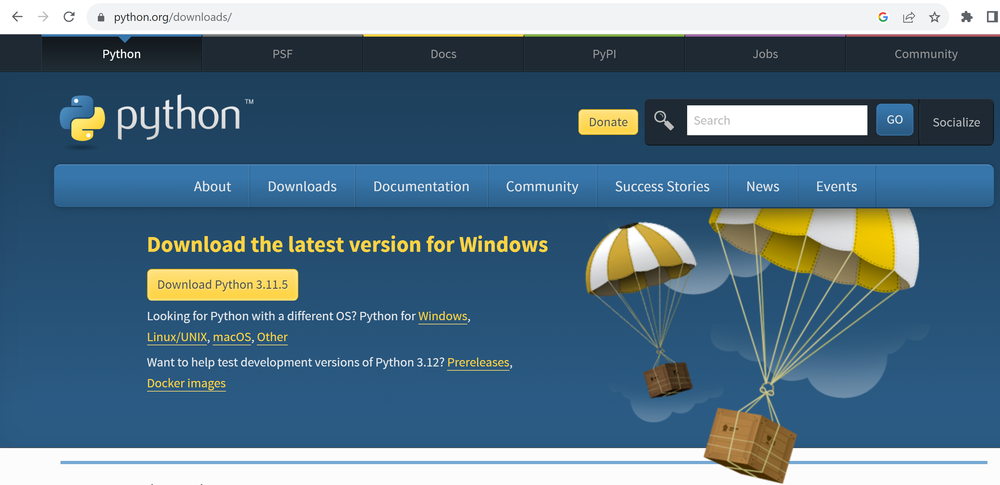 python.org/downloads/
Python
PSF
Docs
PyPI
Jobs
Community
python™
Donate
Search
GO
Socialize
About
Downloads
Documentation
Community
Success Stories
News
Events
Download the latest version for Windows
Download Python 3.11.5
Looking for Python with a different OS? Python for Windows,
Linux/UNIX, macOS, Other
Want to help test development versions of Python 3.12? Prereleases,
Docker images